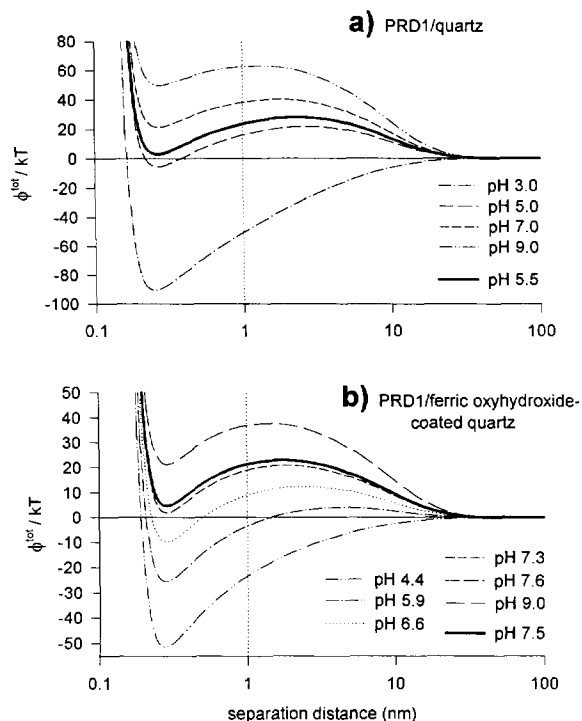 a) PRD1/quartz
80
60
40
20
0
-20
-40
-60
-80
-100
ϕtot / kT
pH 3.0
pH 5.0
pH 7.0
pH 9.0
pH 5.5
0.1 1 10 100
b) PRD1/ferric oxyhydroxide-
coated quartz
50
40
30
20
10
0
-10
-20
-30
-40
-50
ϕtot / kT
pH 4.4
pH 5.9
pH 6.6
pH 7.3
pH 7.6
pH 9.0
pH 7.5
0.1 1 10 100
separation distance (nm)